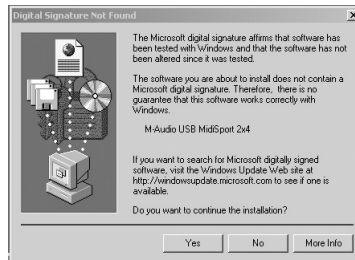 Digital Signature Not Found
The Microsoft digital signature affirms that software has
been tested with Windows and that the software has not
been altered since it was tested.
The software you are about to install does not contain a
Microsoft digital signature. Therefore, there is no
guarantee that this software works correctly with
Windows.
M-Audio USB MidiSport 2x4
If you want to search for Microsoft digitally signed
software, visit the Windows Update Web site at
http://windowsupdate.microsoft.com to see if one is
available.
Do you want to continue the installation?
Yes No More Info